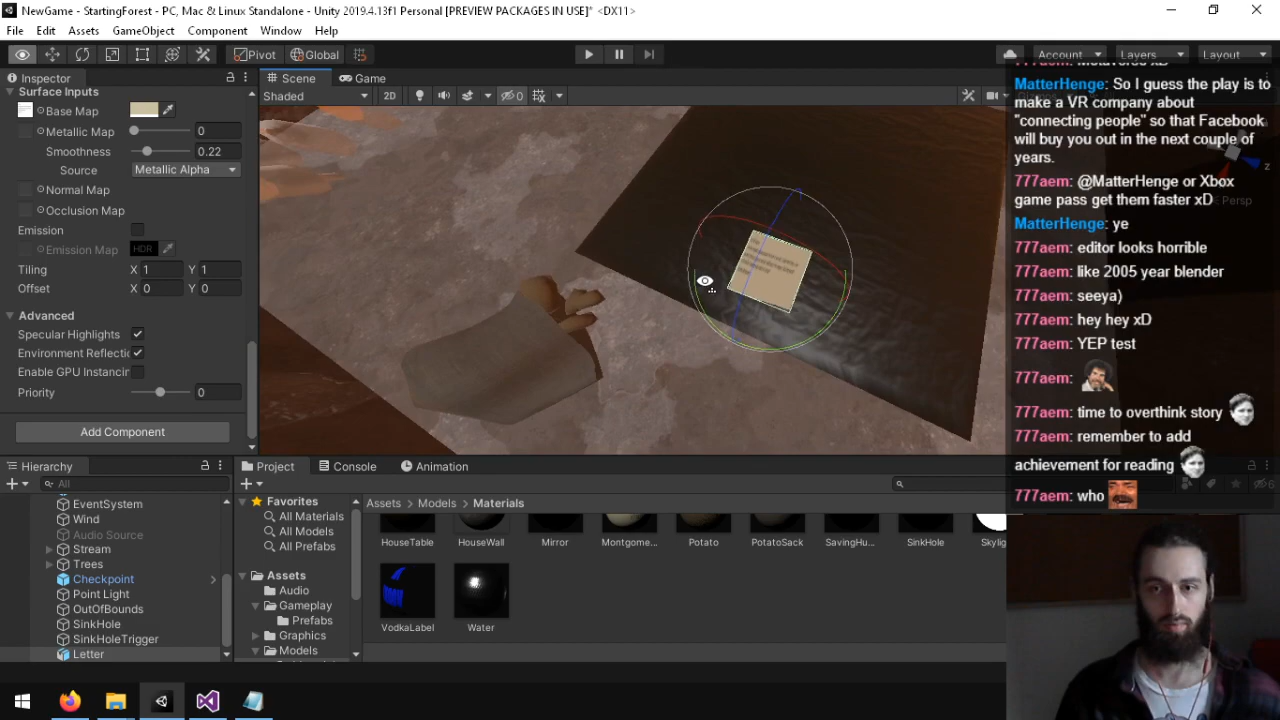 NewGame - StartingForest - PC, Mac & Linux Standalone - Unity 2019.4.13f1 Personal [PREVIEW PACKAGES IN USE]* <DX11>
File Edit Assets GameObject Component Window Help
Pivot Global Account Layers Layout
Inspector
Surface Inputs
Base Map
Metallic Map 0
Smoothness 0.22
Source Metallic Alpha
Normal Map
Occlusion Map
Emission
Emission Map HDR
Tiling X 1 Y 1
Offset X 0 Y 0
Advanced
Specular Highlights
Environment Reflecti
Enable GPU Instancin
Priority 0
Add Component
Scene Game
Shaded 2D 0
Persp
z
MatterHenge: So I guess the play is to
make a VR company about
"connecting people" so that Facebook
will buy you out in the next couple of
years.
777aem: @MatterHenge or Xbox
game pass get them faster xD
MatterHenge: ye
777aem: editor looks horrible
777aem: like 2005 year blender
777aem: seeya)
777aem: hey hey xD
777aem: YEP test
777aem:
777aem: time to overthink story
777aem: remember to add
achievement for reading
777aem: who
Hierarchy
All
EventSystem
Wind
Audio Source
Stream
Trees
Checkpoint
Point Light
OutOfBounds
SinkHole
SinkHoleTrigger
Letter
Project Console Animation
Favorites
All Materials
All Models
All Prefabs
Assets
Audio
Gameplay
Prefabs
Graphics
Models
Assets > Models > Materials
HouseTable HouseWall Mirror Montgome... Potato PotatoSack SavingHu... SinkHole Skylig
VodkaLabel Water